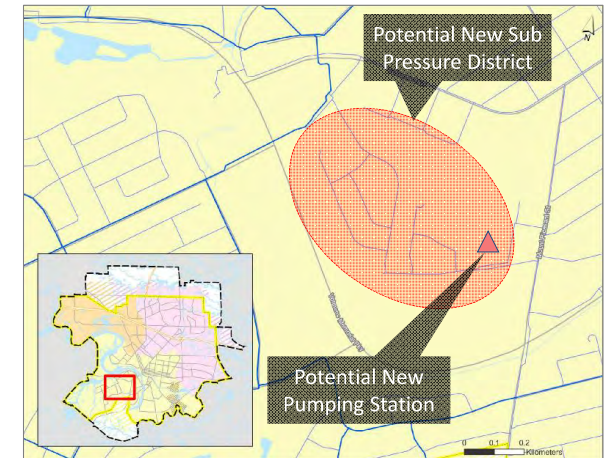 Potential New Sub
Pressure District
N
Potential New
Pumping Station
0 0.1 0.2
Kilometers